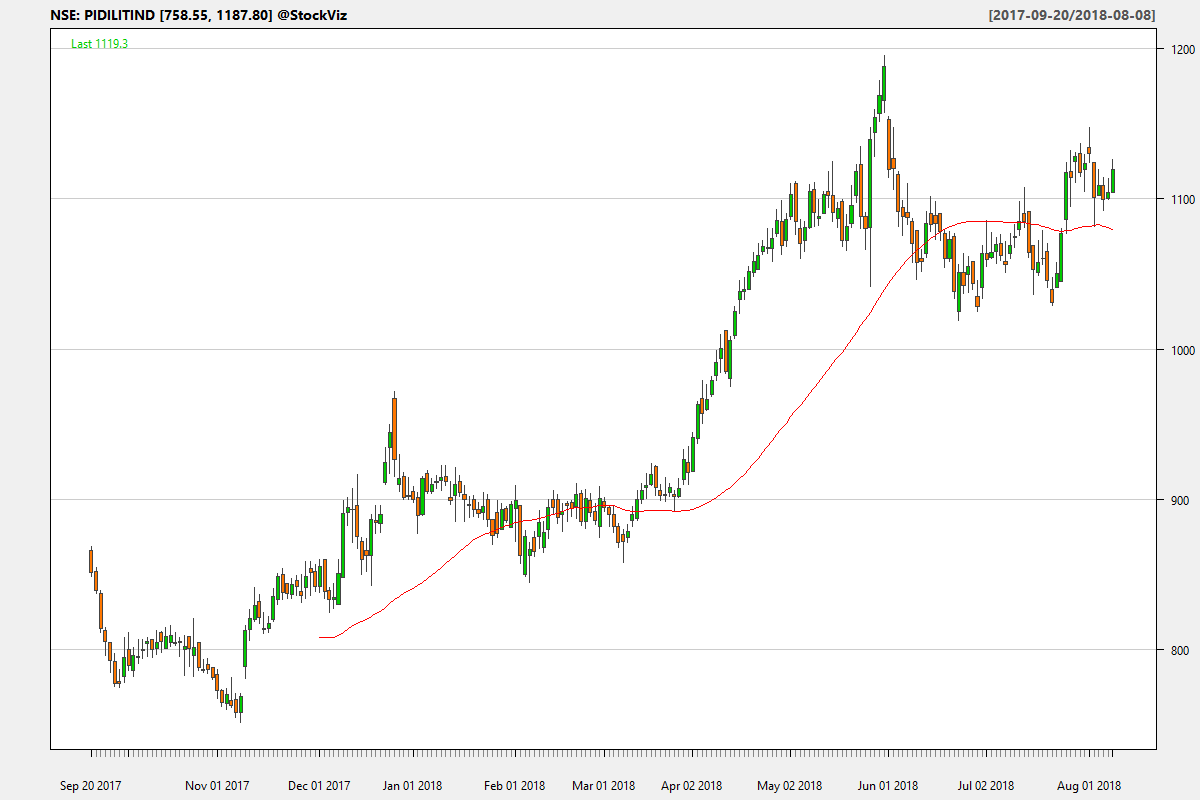 NSE: PIDILITIND [758.55, 1187.80] @StockViz [2017-09-20/2018-08-08]
Last 1119.3
1200
1100
1000
900
800
Sep 20 2017 Nov 01 2017 Dec 01 2017 Jan 01 2018 Feb 01 2018 Mar 01 2018 Apr 02 2018 May 02 2018 Jun 01 2018 Jul 02 2018 Aug 01 2018